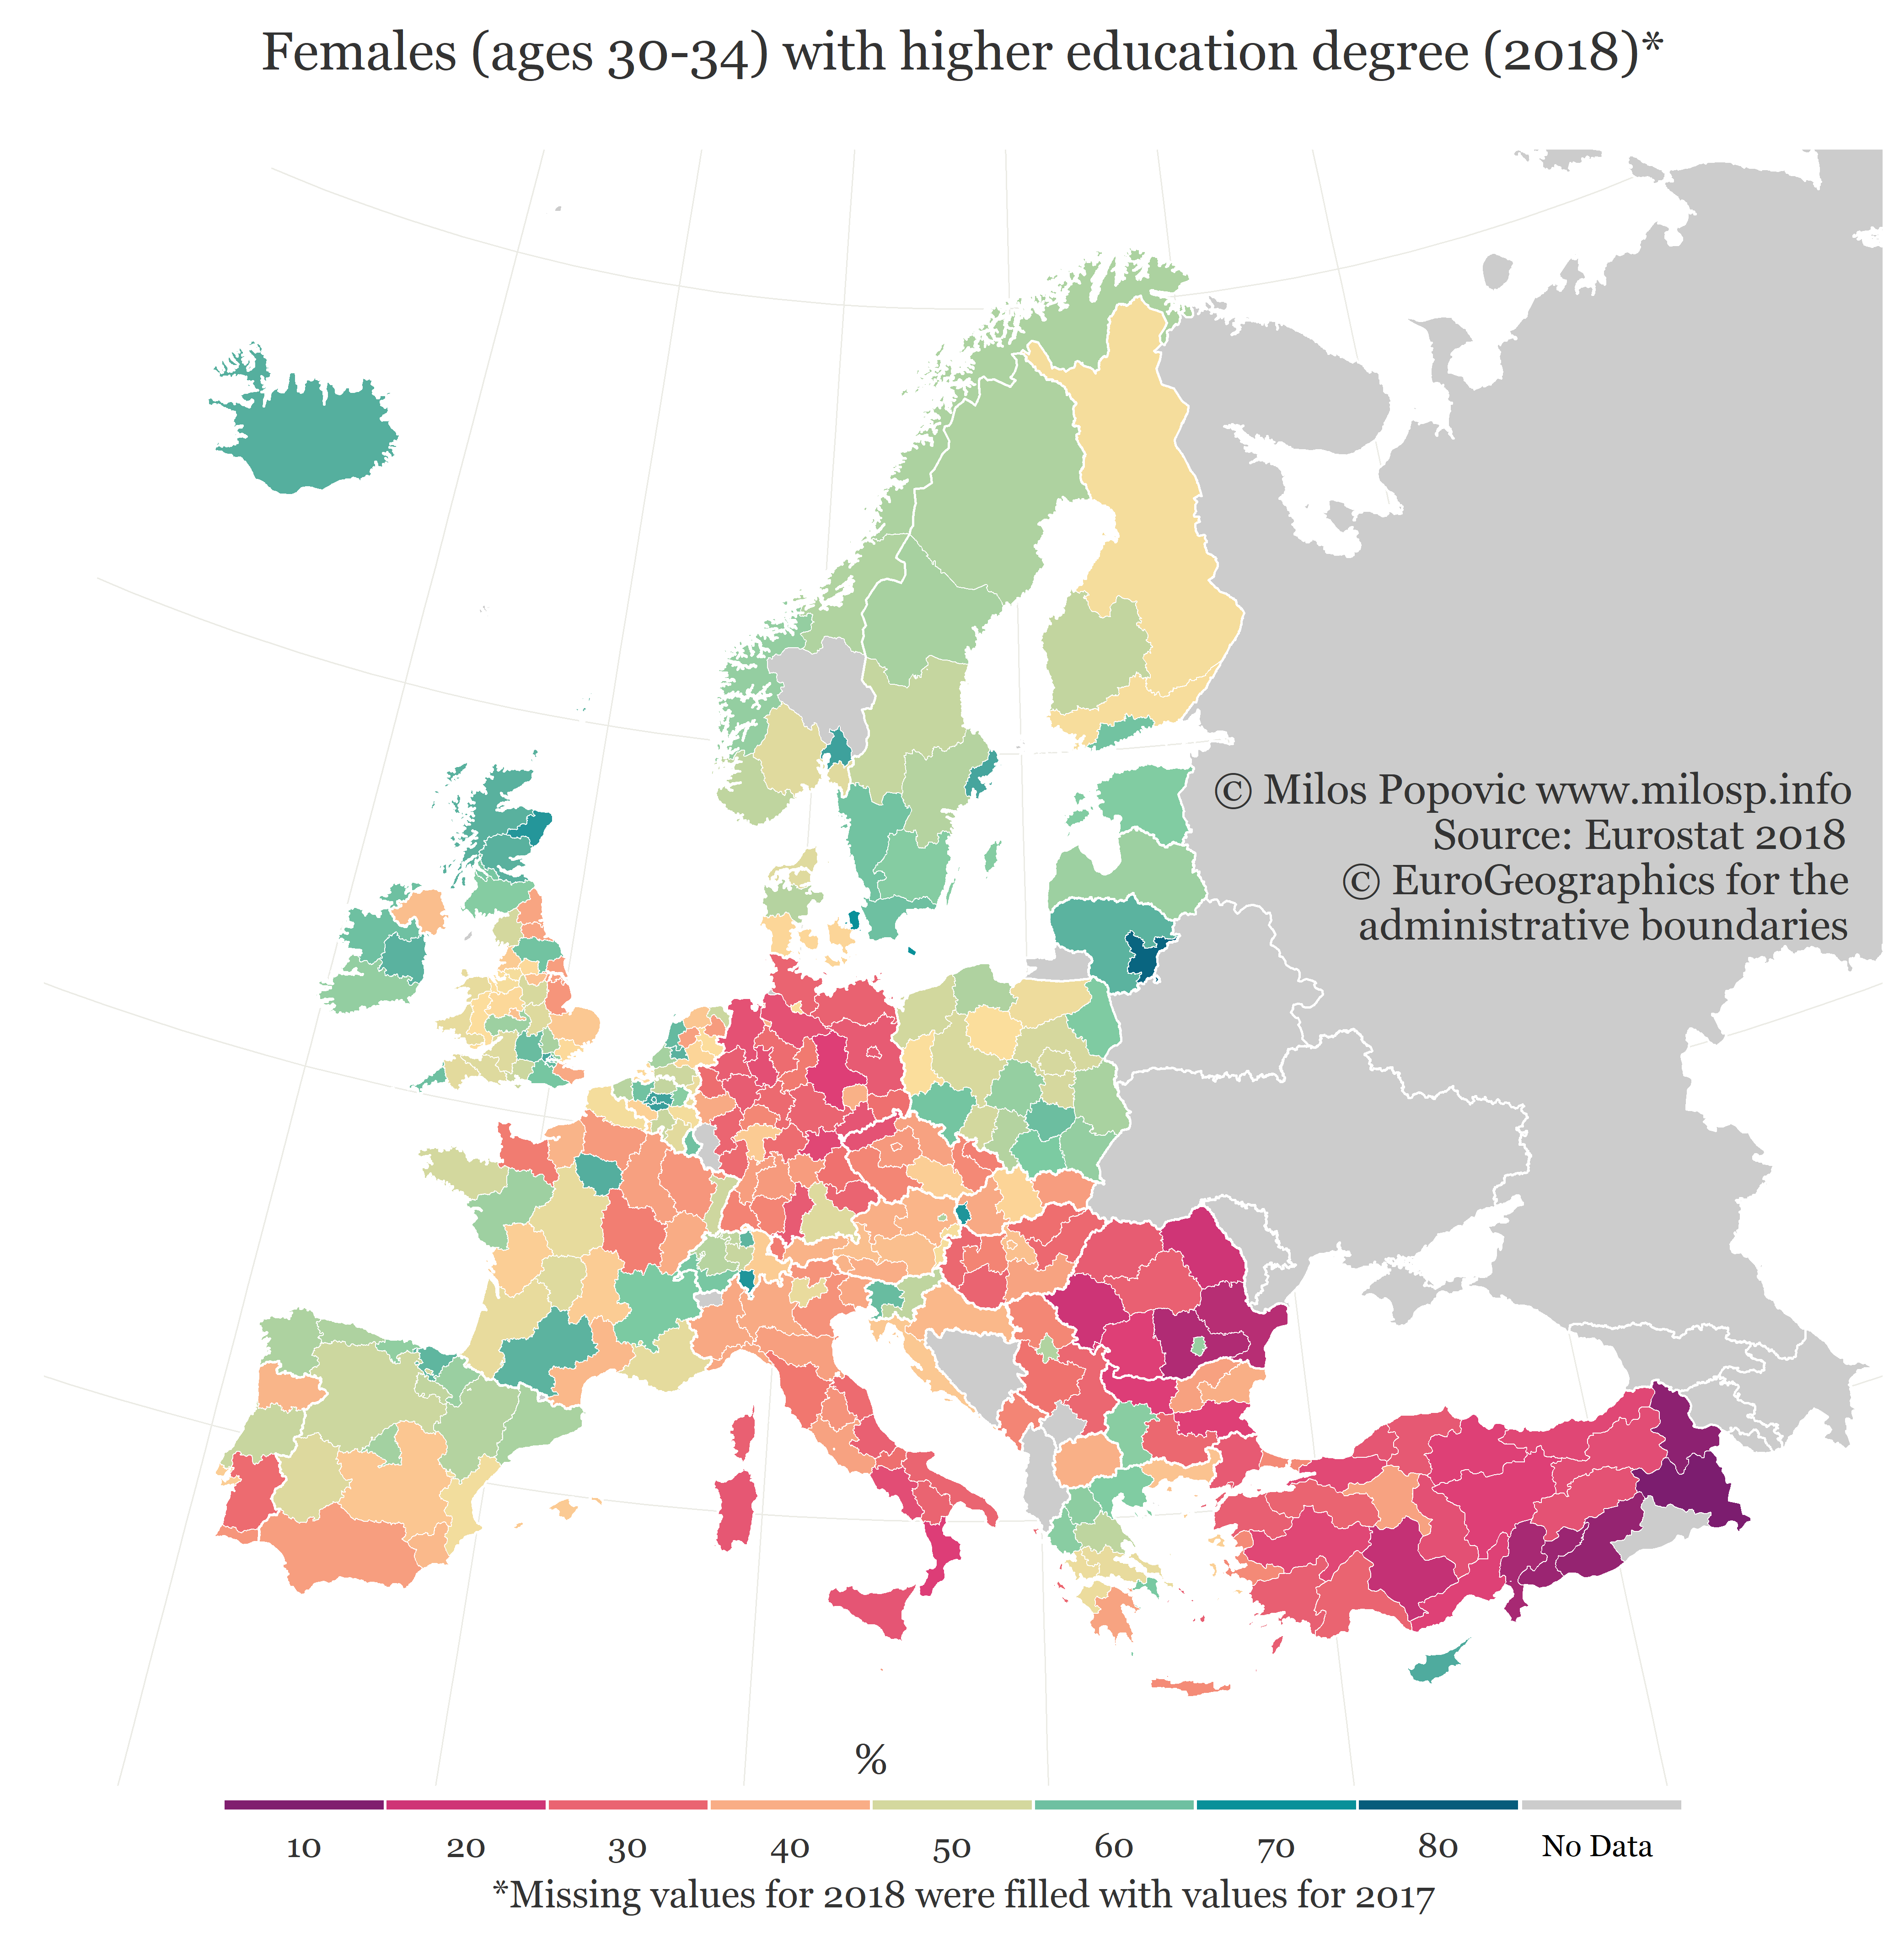 Females (ages 30-34) with higher education degree (2018)*
© Milos Popovic www.milosp.info
Source: Eurostat 2018
© EuroGeographics for the
administrative boundaries
%
10 20 30 40 50 60 70 80 No Data
*Missing values for 2018 were filled with values for 2017